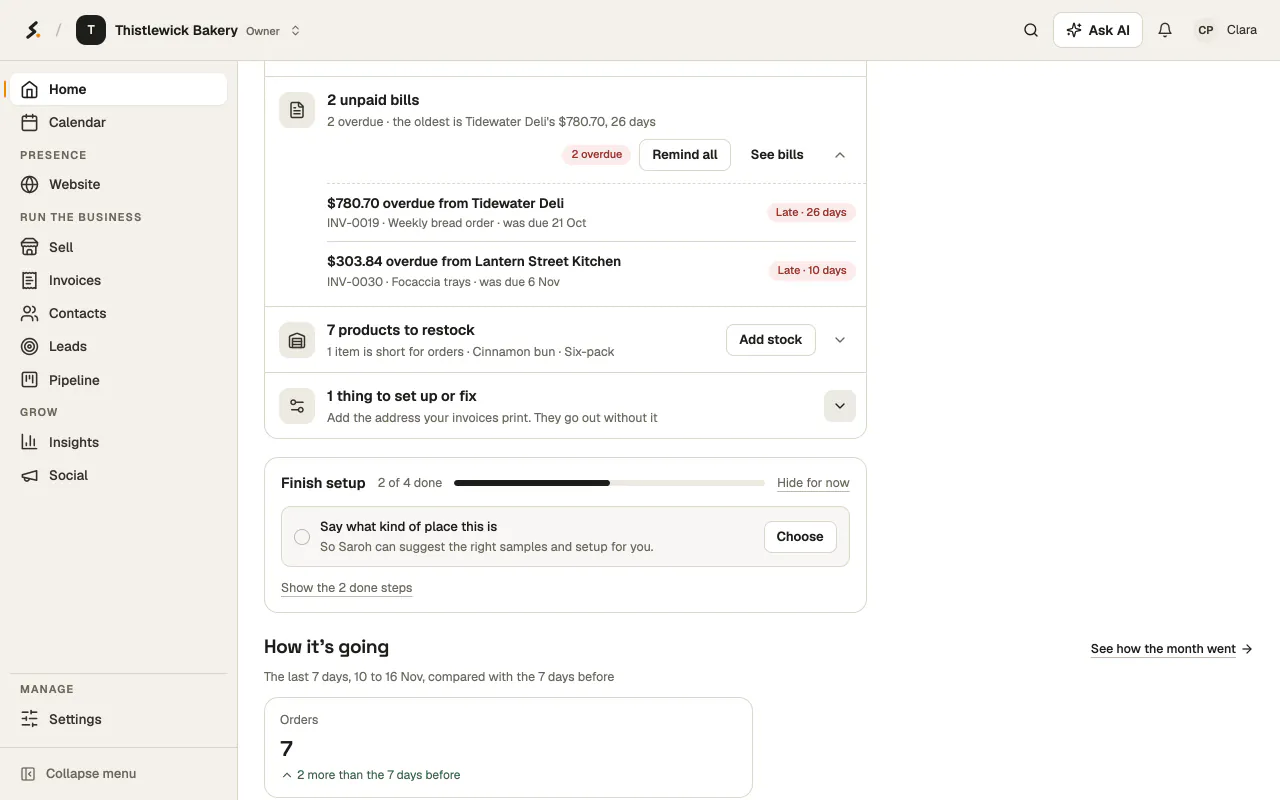 /
T
Thistlewick Bakery Owner
Ask AI
CP
Clara
Home
Calendar
PRESENCE
Website
RUN THE BUSINESS
Sell
Invoices
Contacts
Leads
Pipeline
GROW
Insights
Social
MANAGE
Settings
Collapse menu
2 unpaid bills
2 overdue · the oldest is Tidewater Deli's $780.70, 26 days
2 overdue
Remind all
See bills
$780.70 overdue from Tidewater Deli
INV-0019 · Weekly bread order · was due 21 Oct
Late · 26 days
$303.84 overdue from Lantern Street Kitchen
INV-0030 · Focaccia trays · was due 6 Nov
Late · 10 days
7 products to restock
1 item is short for orders · Cinnamon bun · Six-pack
Add stock
1 thing to set up or fix
Add the address your invoices print. They go out without it
Finish setup 2 of 4 done
Hide for now
Say what kind of place this is
So Saroh can suggest the right samples and setup for you.
Choose
Show the 2 done steps
How it's going
See how the month went →
The last 7 days, 10 to 16 Nov, compared with the 7 days before
Orders
7
2 more than the 7 days before